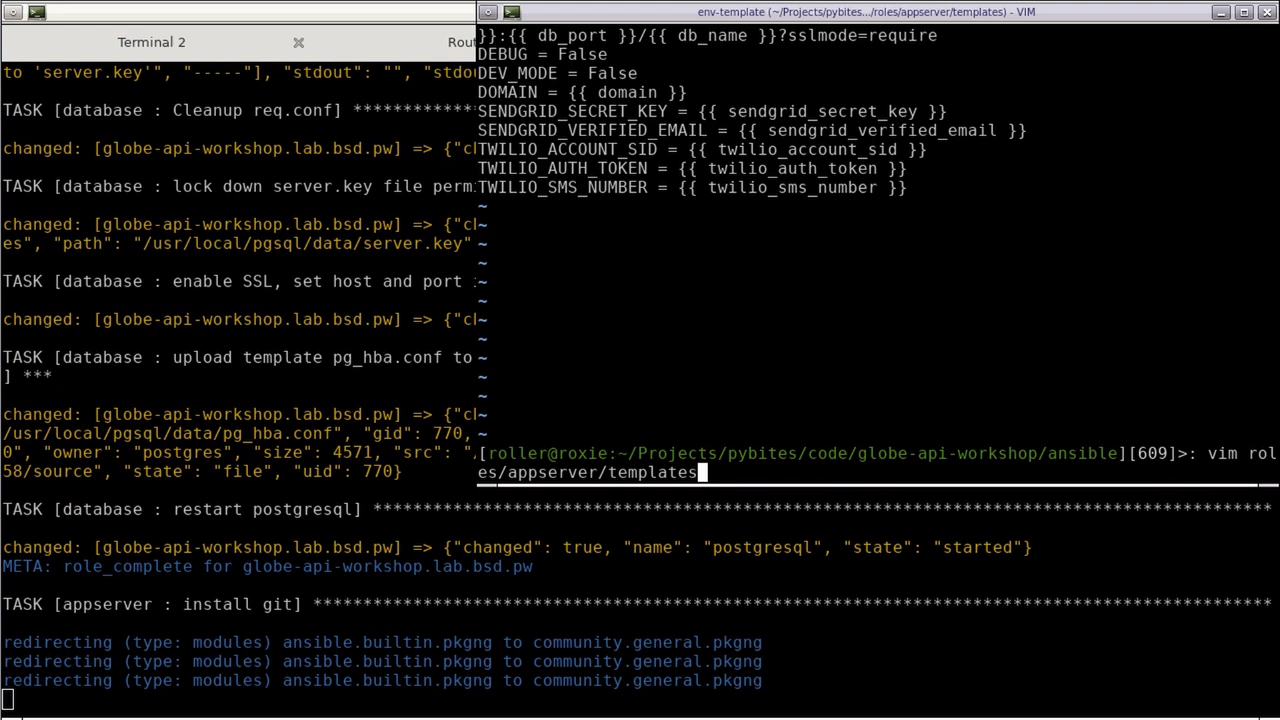 env-template (~/Projects/pybites.../roles/appserver/templates) - VIM
Terminal 2
Rout
to 'server.key'", "-----"], "stdout": "", "stdou
TASK [database : Cleanup req.conf] *************
changed: [globe-api-workshop.lab.bsd.pw] => {"ch
TASK [database : lock down server.key file permi
changed: [globe-api-workshop.lab.bsd.pw] => {"ch
es", "path": "/usr/local/pgsql/data/server.key"
TASK [database : enable SSL, set host and port i
changed: [globe-api-workshop.lab.bsd.pw] => {"ch
TASK [database : upload template pg_hba.conf to
] ***
changed: [globe-api-workshop.lab.bsd.pw] => {"ch
/usr/local/pgsql/data/pg_hba.conf", "gid": 770,
0", "owner": "postgres", "size": 4571, "src": "/
58/source", "state": "file", "uid": 770}
TASK [database : restart postgresql] ******************************************************************************************
changed: [globe-api-workshop.lab.bsd.pw] => {"changed": true, "name": "postgresql", "state": "started"}
META: role_complete for globe-api-workshop.lab.bsd.pw
TASK [appserver : install git] ************************************************************************************************
redirecting (type: modules) ansible.builtin.pkgng to community.general.pkgng
redirecting (type: modules) ansible.builtin.pkgng to community.general.pkgng
redirecting (type: modules) ansible.builtin.pkgng to community.general.pkgng
}}:{{ db_port }}/{{ db_name }}?sslmode=require
DEBUG = False
DEV_MODE = False
DOMAIN = {{ domain }}
SENDGRID_SECRET_KEY = {{ sendgrid_secret_key }}
SENDGRID_VERIFIED_EMAIL = {{ sendgrid_verified_email }}
TWILIO_ACCOUNT_SID = {{ twilio_account_sid }}
TWILIO_AUTH_TOKEN = {{ twilio_auth_token }}
TWILIO_SMS_NUMBER = {{ twilio_sms_number }}
~
~
~
~
~
~
~
~
~
~
~
~
~
[roller@roxie:~/Projects/pybites/code/globe-api-workshop/ansible][609]>: vim rol
es/appserver/templates